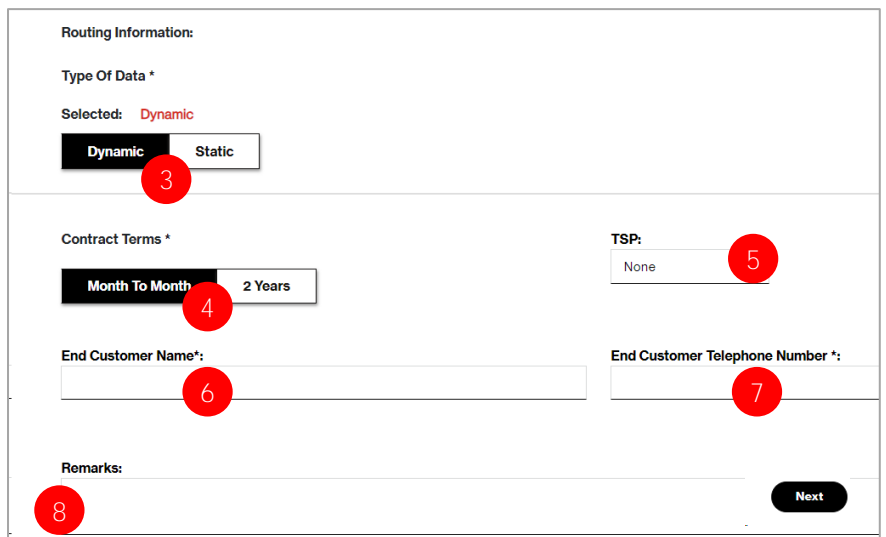 Routing Information:
Type Of Data *
Selected: Dynamic
Dynamic Static
3
Contract Terms *
TSP:
None
5
Month To Month 2 Years
4
End Customer Name*:
End Customer Telephone Number *:
6
7
Remarks:
Next
8